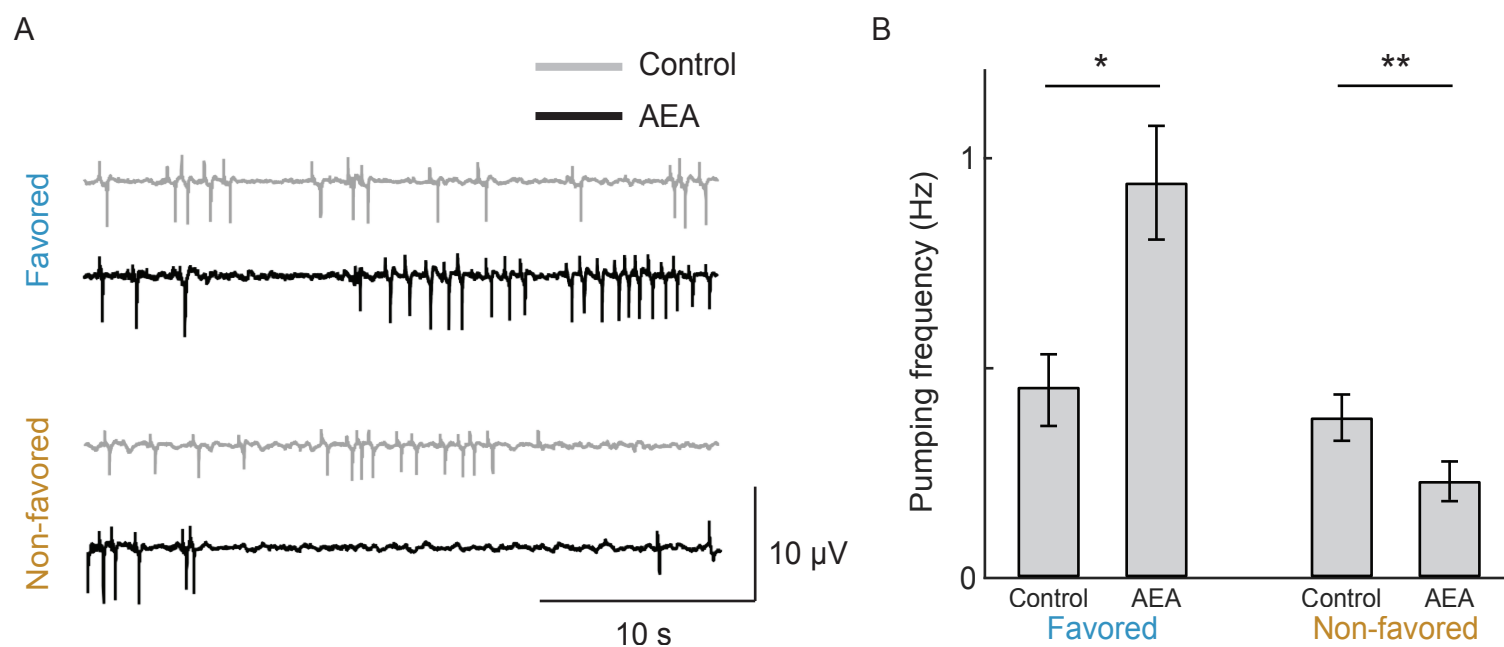 A
Control
AEA
Favored
Non-favored
10 µV
10 s
B
Pumping frequency (Hz)
1
0
*
**
Control AEA Control AEA
Favored Non-favored